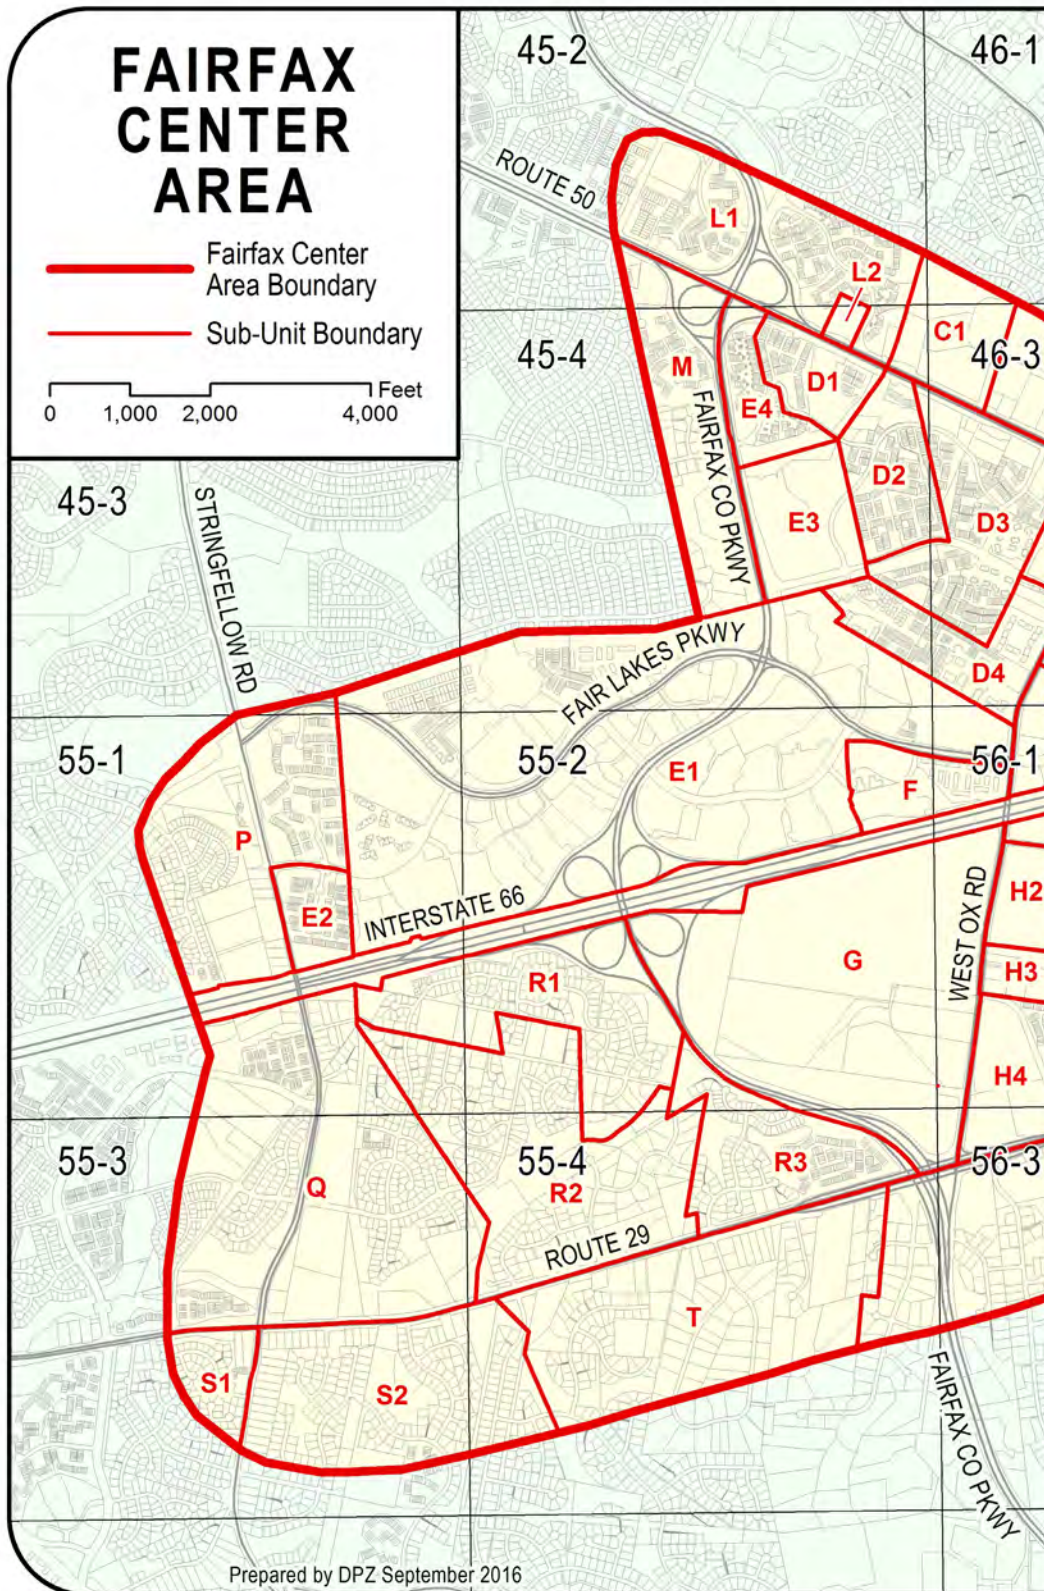 FAIRFAX
CENTER
AREA
Fairfax Center
Area Boundary
Sub-Unit Boundary
Feet
0 1,000 2,000 4,000
45-2
46-1
ROUTE 50
L1
L2
C1
45-4
46-3
M
D1
E4
FAIRFAX CO PKWY
D2
45-3
E3
D3
STRINGFELLOW RD
FAIR LAKES PKWY
D4
55-1
55-2
E1
56-1
F
P
E2
INTERSTATE 66
WEST OX RD
H2
G
H3
R1
H4
55-3
55-4
R3
56-3
Q
R2
ROUTE 29
T
S1
S2
FAIRFAX CO PKWY
Prepared by DPZ September 2016